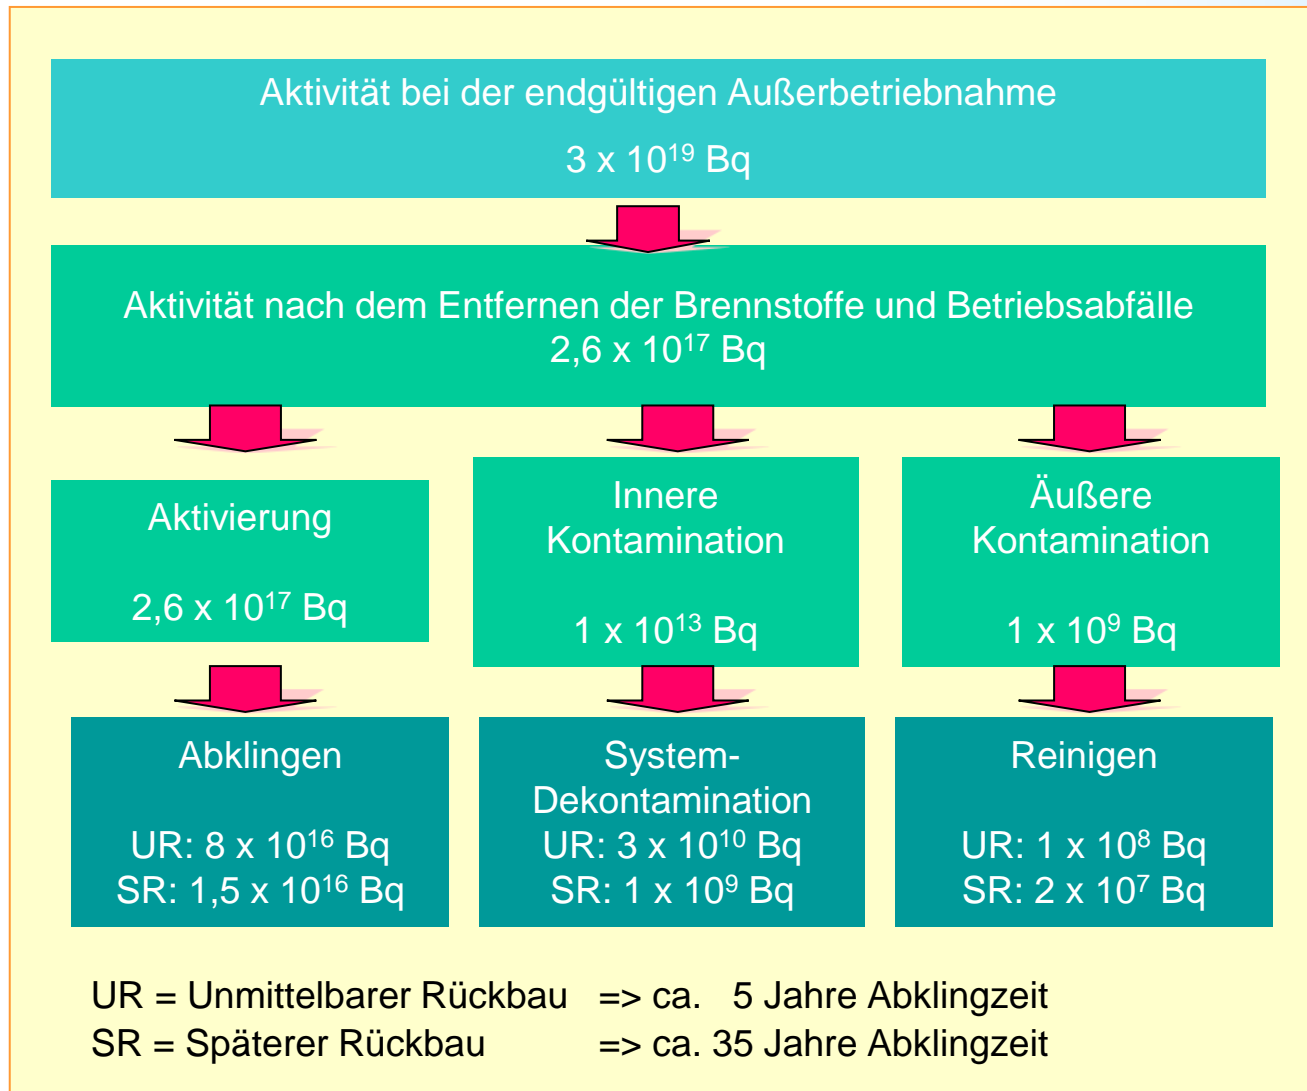 Aktivität bei der endgültigen Außerbetriebnahme
3 x 10¹⁹ Bq
Aktivität nach dem Entfernen der Brennstoffe und Betriebsabfälle
2,6 x 10¹⁷ Bq
Aktivierung
2,6 x 10¹⁷ Bq
Innere
Kontamination
1 x 10¹³ Bq
Äußere
Kontamination
1 x 10⁹ Bq
Abklingen
UR: 8 x 10¹⁶ Bq
SR: 1,5 x 10¹⁶ Bq
System-
Dekontamination
UR: 3 x 10¹⁰ Bq
SR: 1 x 10⁹ Bq
Reinigen
UR: 1 x 10⁸ Bq
SR: 2 x 10⁷ Bq
UR = Unmittelbarer Rückbau => ca. 5 Jahre Abklingzeit
SR = Späterer Rückbau => ca. 35 Jahre Abklingzeit